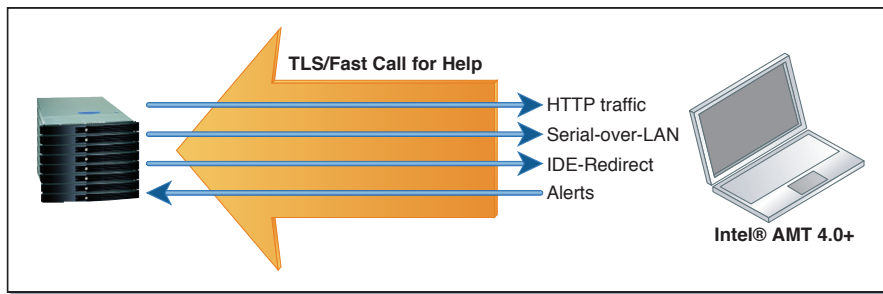 TLS/Fast Call for Help
HTTP traffic
Serial-over-LAN
IDE-Redirect
Alerts
Intel® AMT 4.0+